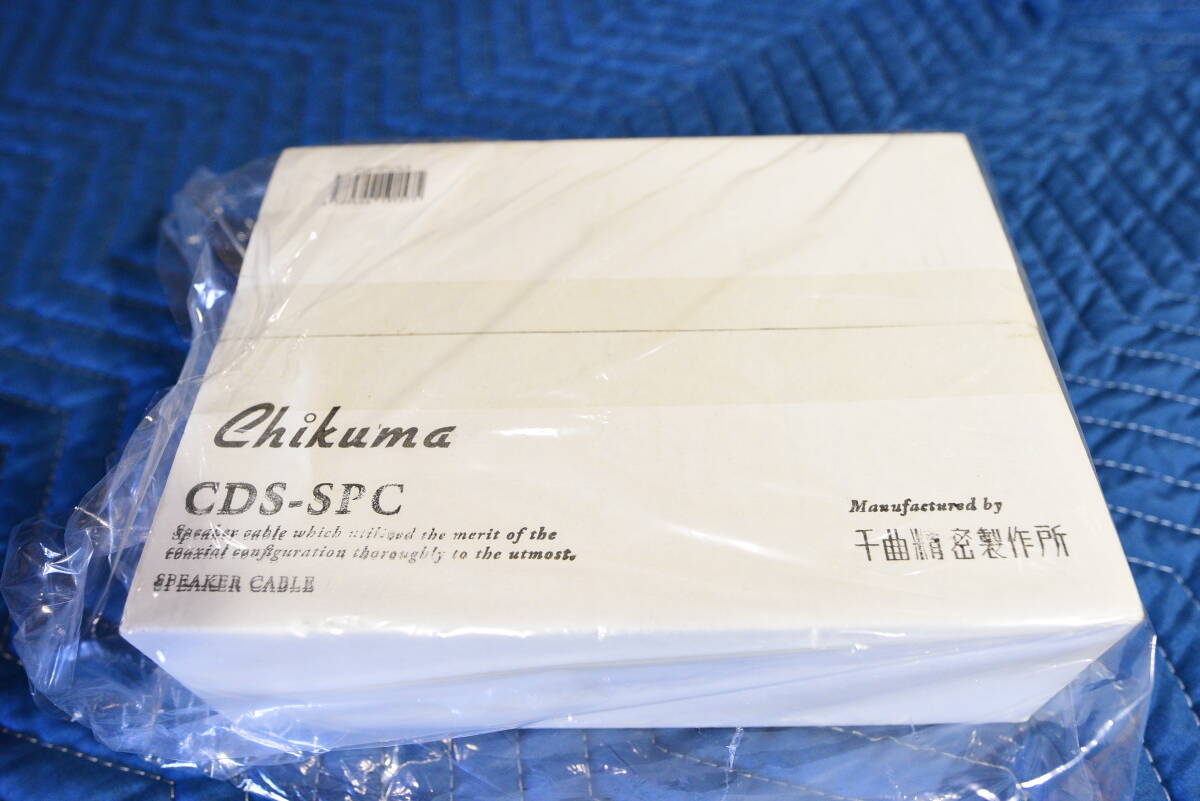 Chikuma
CDS-SPC
Speaker cable which utilized the merit of the
coaxial configuration thoroughly to the utmost.
SPEAKER CABLE
Manufactured by
千曲精密製作所